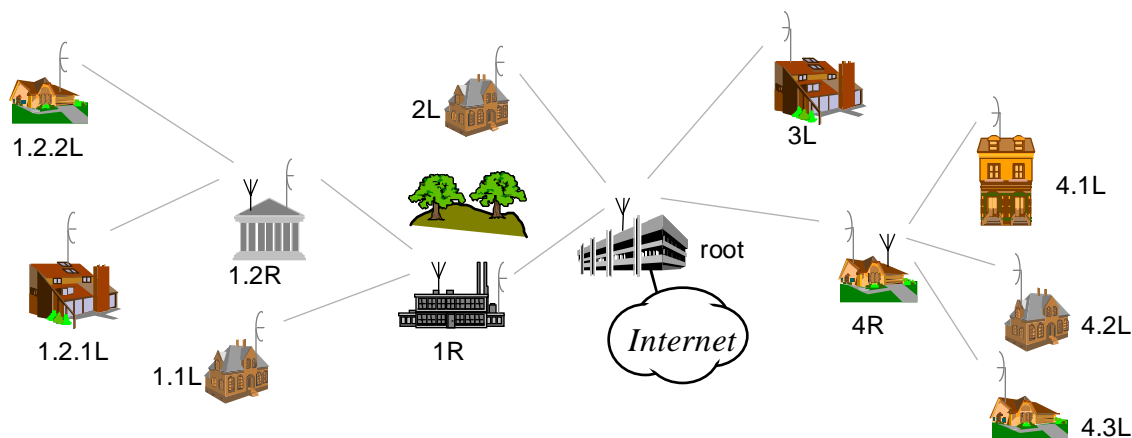 2L
3L
1.2.2L
4.1L
1.2R
root
1.2.1L
1.1L
1R
Internet
4R
4.2L
4.3L